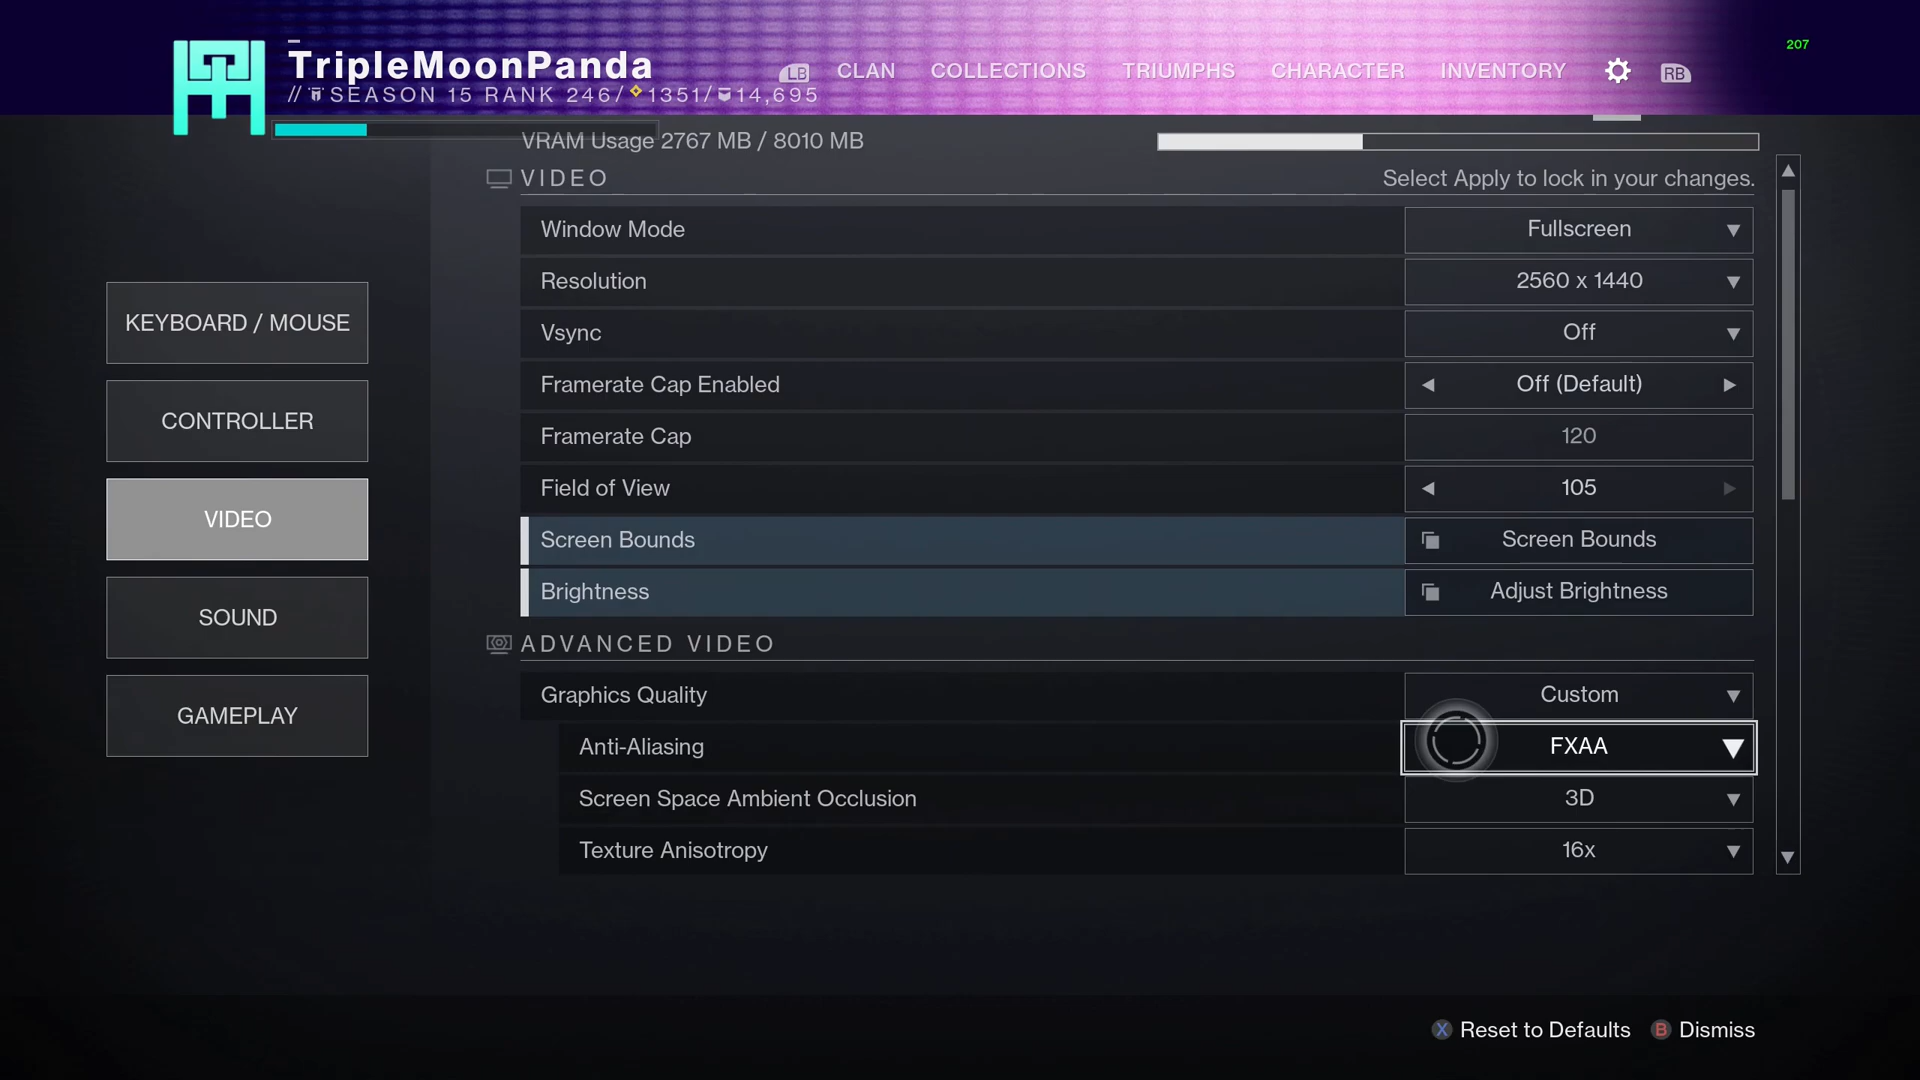 TripleMoonPanda
// SEASON 15 RANK 246/ 1351/ 14,695
LB CLAN COLLECTIONS TRIUMPHS CHARACTER INVENTORY RB
207
VRAM Usage 2767 MB / 8010 MB
VIDEO Select Apply to lock in your changes.
Window Mode Fullscreen
Resolution 2560 x 1440
Vsync Off
Framerate Cap Enabled Off (Default)
Framerate Cap 120
Field of View 105
Screen Bounds Screen Bounds
Brightness Adjust Brightness
ADVANCED VIDEO
Graphics Quality Custom
Anti-Aliasing FXAA
Screen Space Ambient Occlusion 3D
Texture Anisotropy 16x
KEYBOARD / MOUSE
CONTROLLER
VIDEO
SOUND
GAMEPLAY
X Reset to Defaults B Dismiss